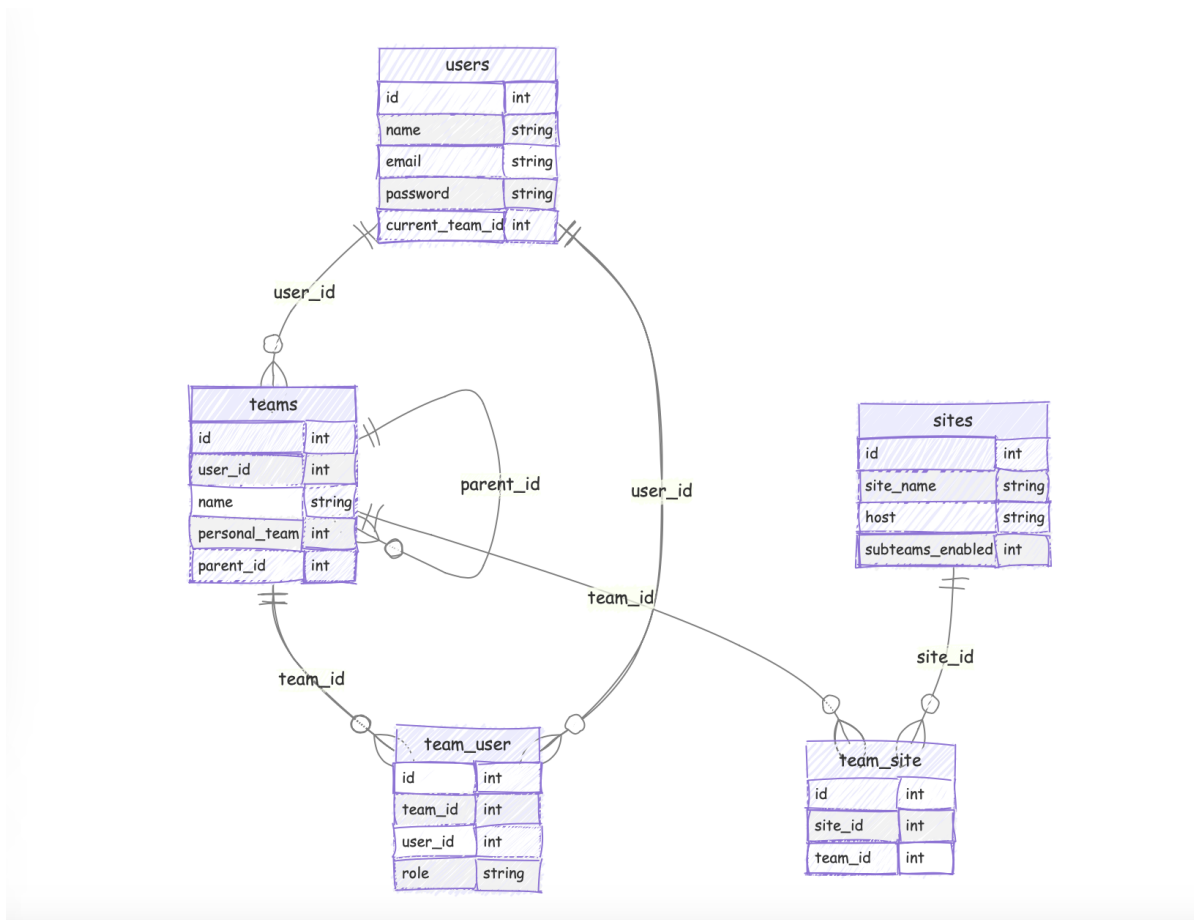 users
id int
name string
email string
password string
current_team_id int
user_id
teams
id int
user_id int
name string
personal_team int
parent_id int
parent_id
user_id
sites
id int
site_name string
host string
subteams_enabled int
team_id
site_id
team_id
team_user
id int
team_id int
user_id int
role string
team_site
id int
site_id int
team_id int